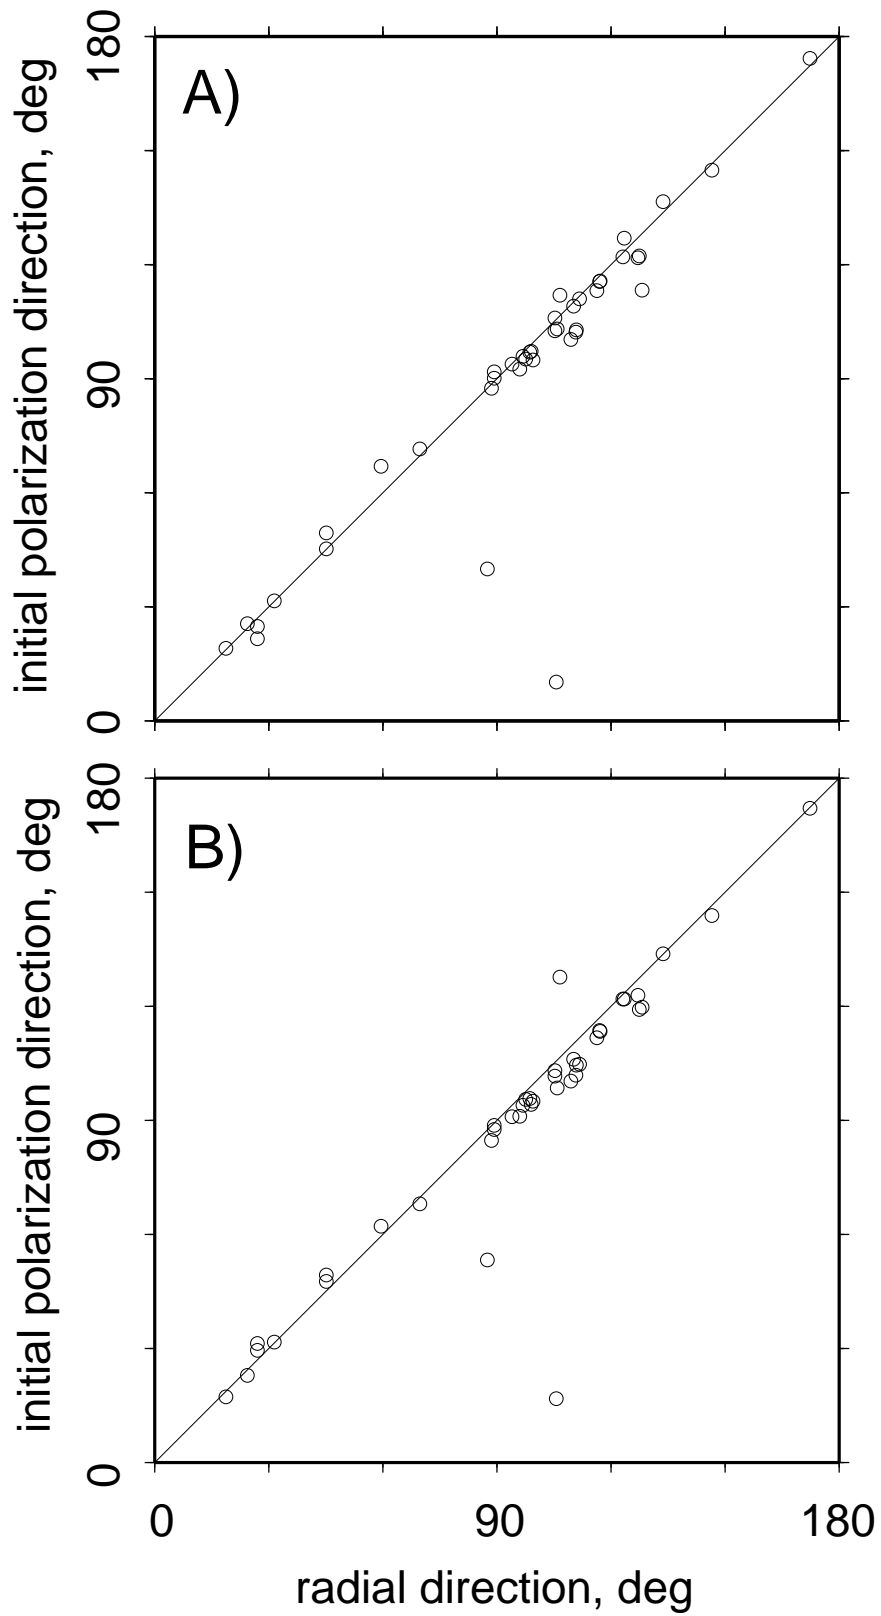 180
A)
initial polarization direction, deg
90
0
180
B)
initial polarization direction, deg
90
0
0 90 180
radial direction, deg